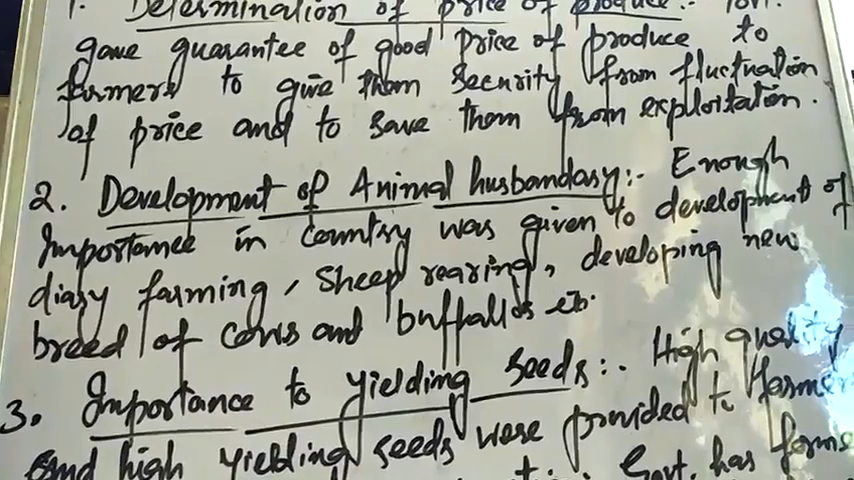 1. Determination of price of produce:- Govt.
gave guarantee of good price of produce to
farmers to give them security from fluctuation
of price and to save them from exploitation.
2. Development of Animal husbandary:- Enough
Importance in country was given to development of
diary farming, sheep rearing, developing new
breed of cows and buffallos etc.
3. Importance to yielding seeds:- High quality
and high yielding seeds were provided to farmer
Govt. has forme